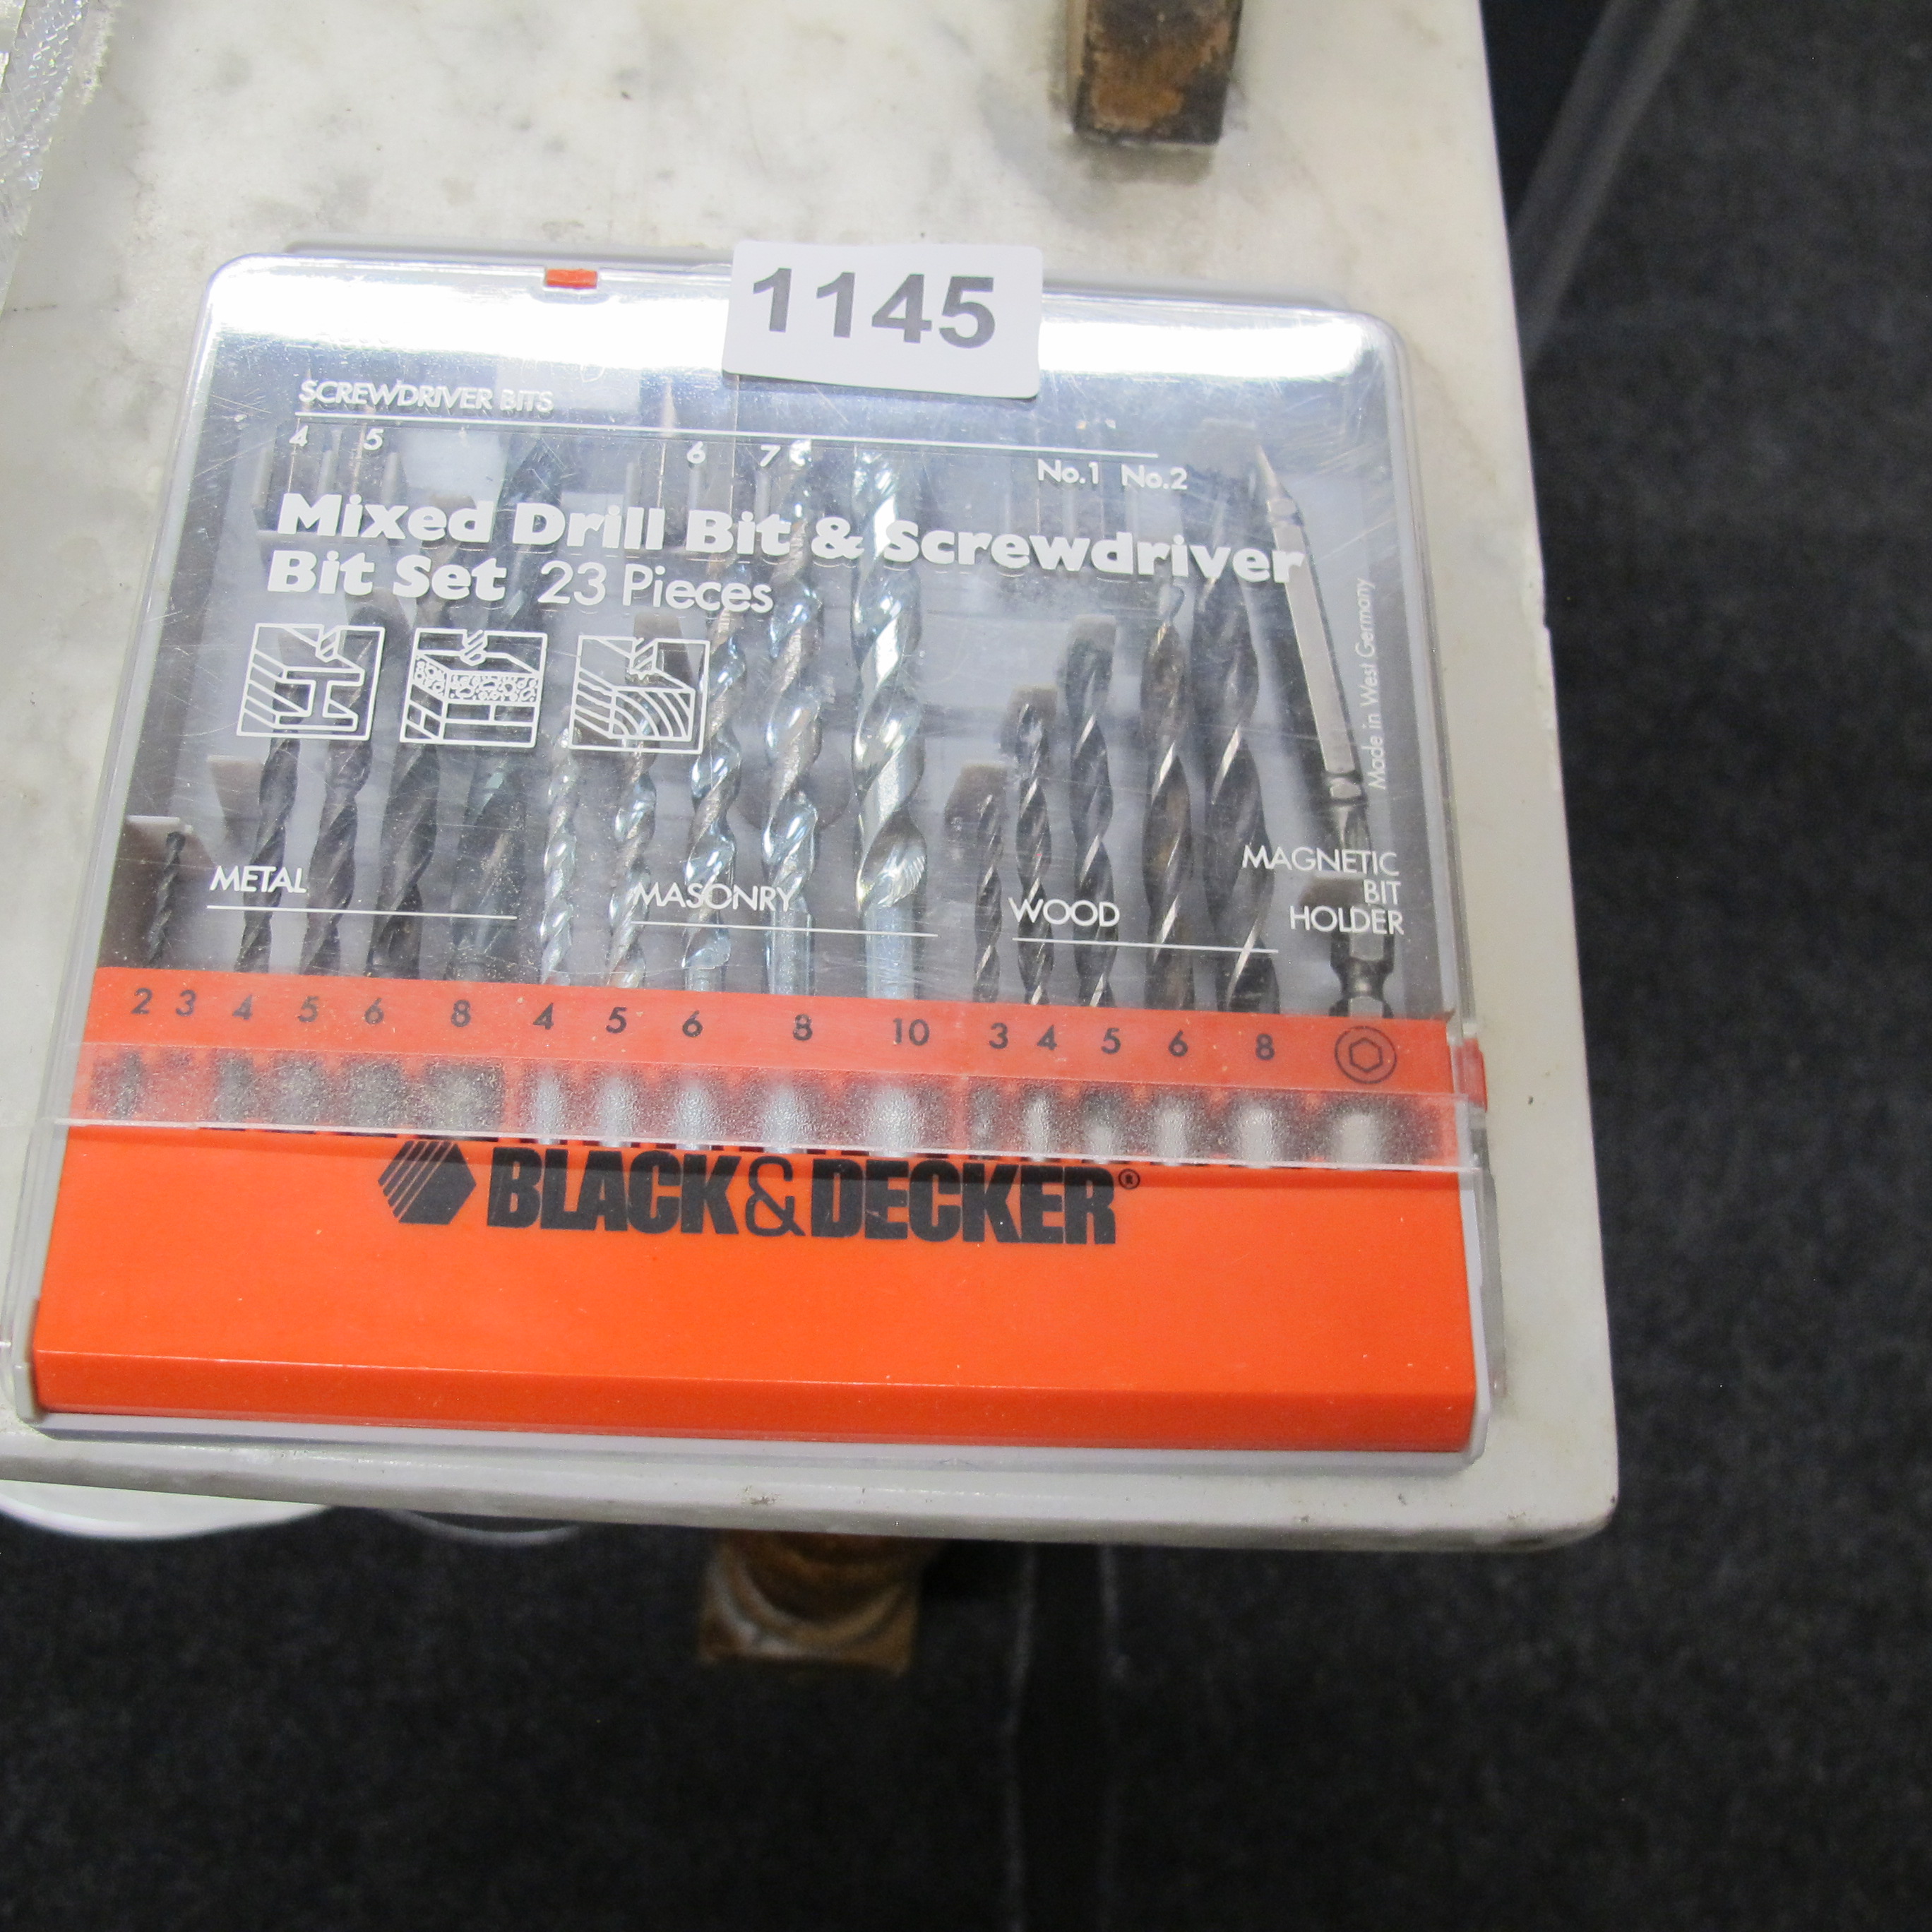 1145
SCREWDRIVER BITS
4 5 6 7 No.1 No.2
Mixed Drill Bit & Screwdriver
Bit Set 23 Pieces
Made in West Germany
METAL MASONRY WOOD
MAGNETIC
BIT
HOLDER
2 3 4 5 6 8 4 5 6 8 10 3 4 5 6 8
BLACK&DECKER®